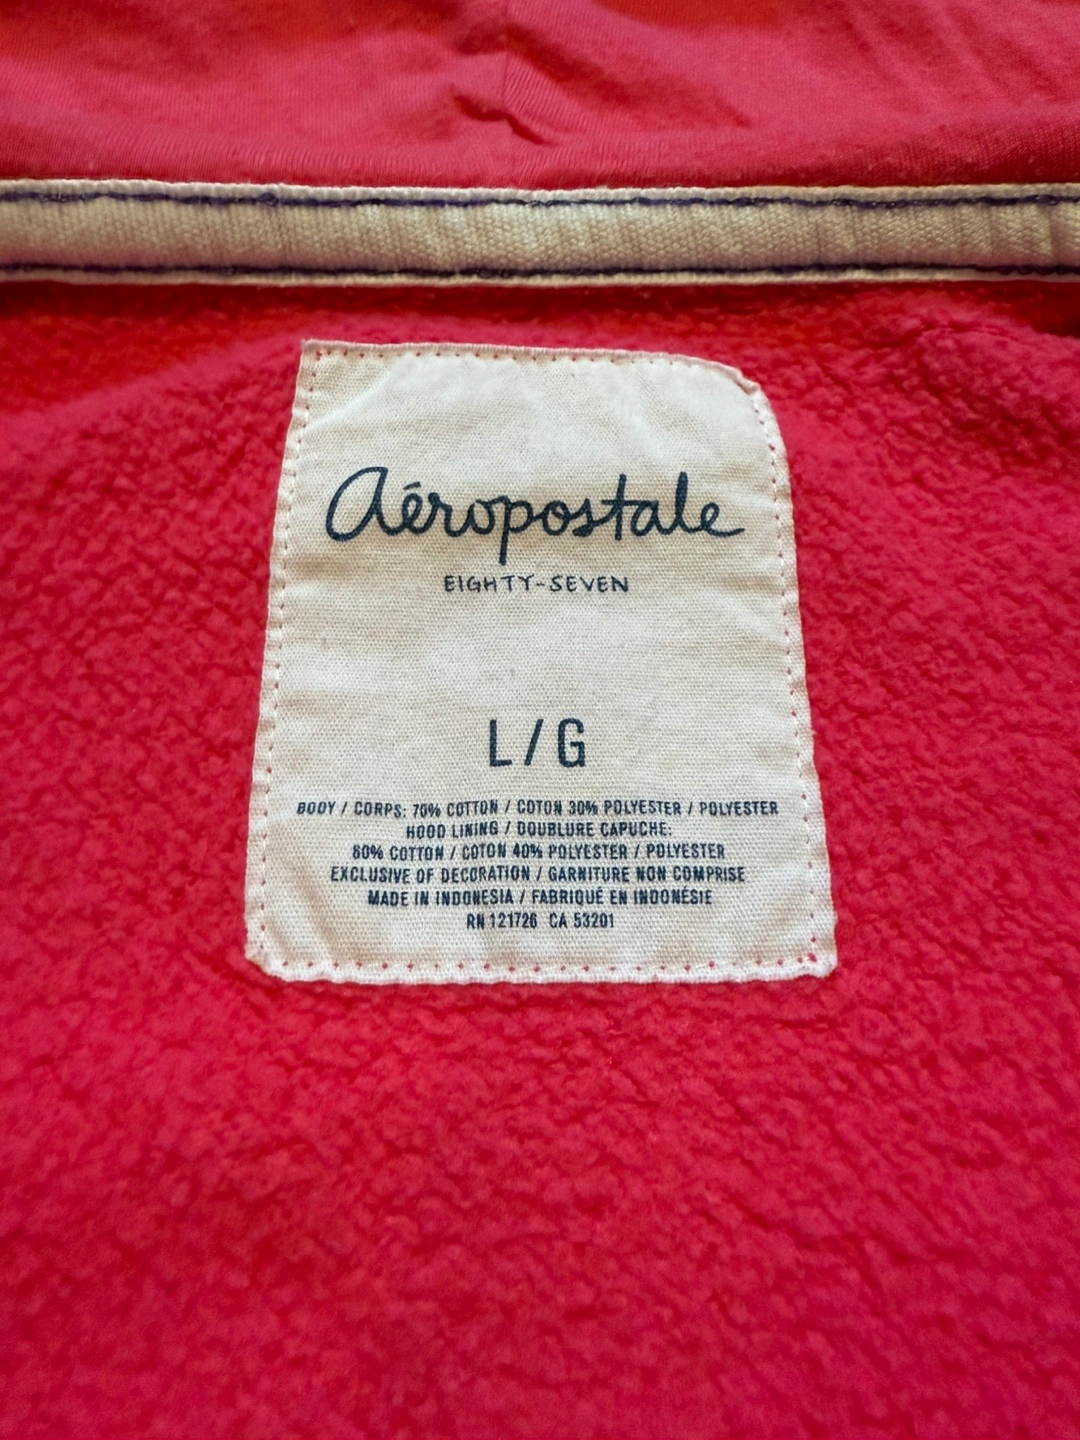 Aéropostale
EIGHTY-SEVEN
L/G
BODY / CORPS: 70% COTTON / COTON 30% POLYESTER / POLYESTER
HOOD LINING / DOUBLURE CAPUCHE:
60% COTTON / COTON 40% POLYESTER / POLYESTER
EXCLUSIVE OF DECORATION / GARNITURE NON COMPRISE
MADE IN INDONESIA / FABRIQUÉ EN INDONÉSIE
RN 121726 CA 53201